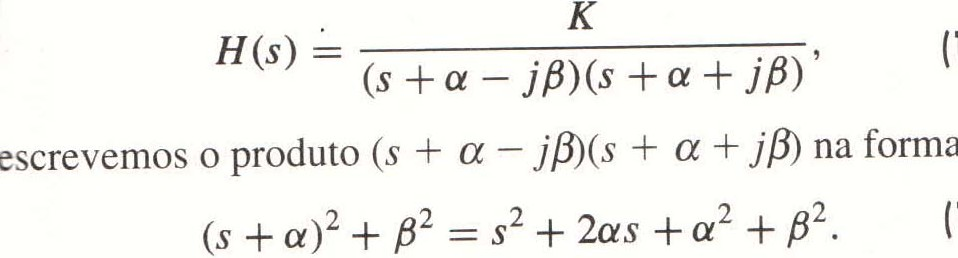 H(s) = K / (s + α − jβ)(s + α + jβ),
escrevemos o produto (s + α − jβ)(s + α + jβ) na forma
(s + α)² + β² = s² + 2αs + α² + β².